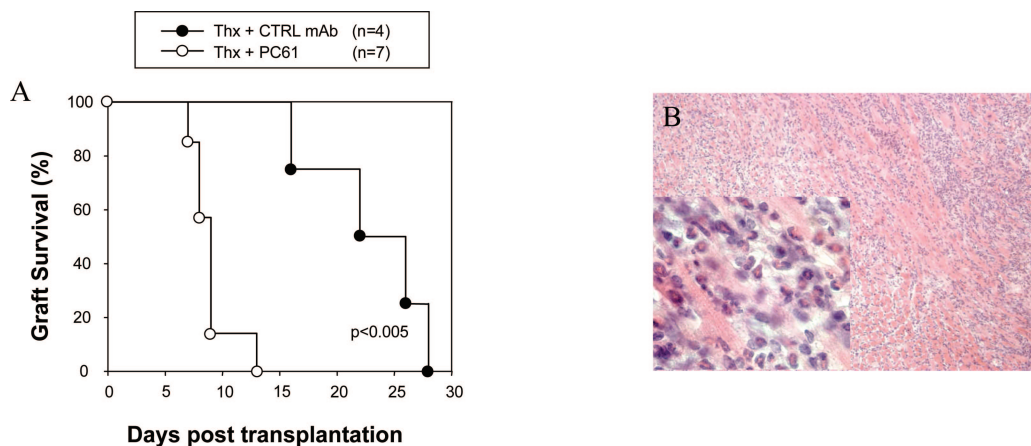 Thx + CTRL mAb (n=4)
Thx + PC61 (n=7)
A
B
100
80
60
40
20
0
Graft Survival (%)
p<0.005
0 5 10 15 20 25 30
Days post transplantation